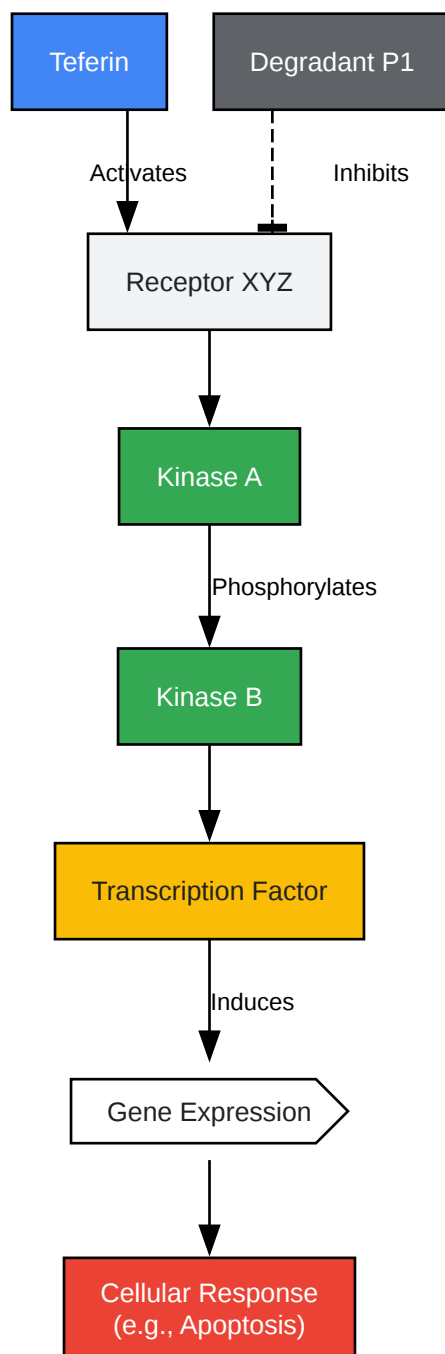 Teferin
Degradant P1
Activates
Inhibits
Receptor XYZ
Kinase A
Phosphorylates
Kinase B
Transcription Factor
Induces
Gene Expression
Cellular Response
(e.g., Apoptosis)